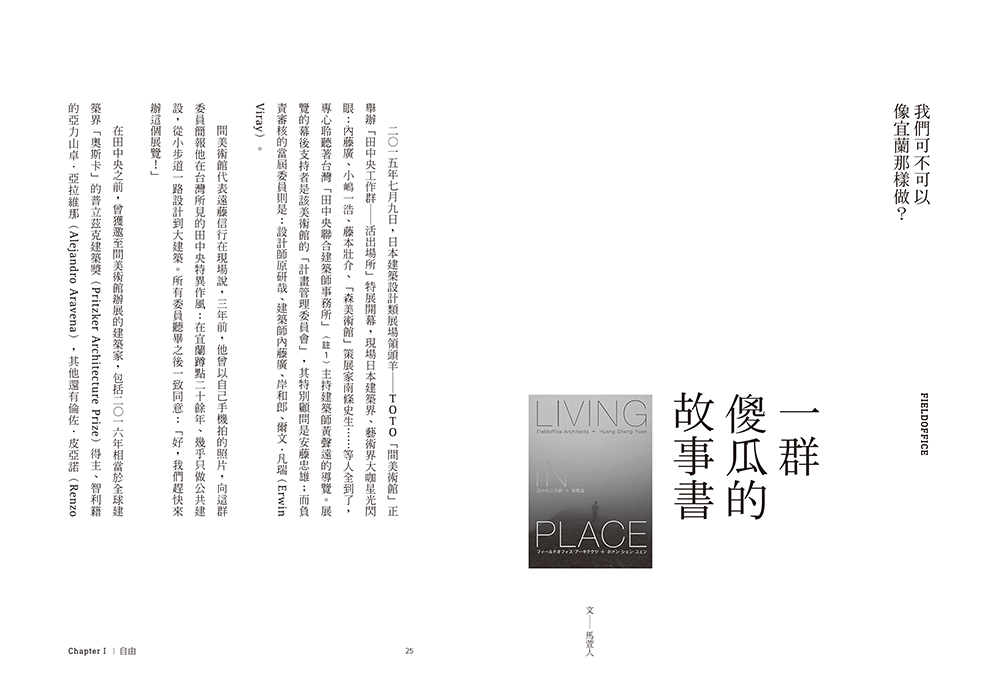 我們可不可以
像宜蘭那樣做？
FIELDOFFICE
一群
傻瓜的
故事書
LIVING
Fieldoffice Architects + Huang Sheng-Yuan
IN
田中央工作群 + 黃聲遠
PLACE
フィールドオフィス・アーキテクツ + ホァン・シェン・ユェン
文——馬萱人
二〇一五年七月九日，日本建築設計類展場領頭羊——TOTO「間美術館」正
舉辦「田中央工作群——活出場所」特展開幕，現場日本建築界、藝術界大咖星光閃
眼：內藤廣、小嶋一浩、藤本壯介、「森美術館」策展家南條史生……等人全到了，
專心聆聽著台灣「田中央聯合建築師事務所」（註1）主持建築師黃聲遠的導覽。展
覽的幕後支持者是該美術館的「計畫管理委員會」，其特別顧問是安藤忠雄；而負
責審核的當屆委員則是：設計師原研哉、建築師內藤廣、岸和郎、爾文．凡瑞（Erwin
Viray）。
間美術館代表遠藤信行在現場說，三年前，他曾以自己手機拍的照片，向這群
委員簡報他在台灣所見的田中央特異作風：在宜蘭蹲點二十餘年、幾乎只做公共建
設，從小步道一路設計到大建築。所有委員聽畢之後一致同意：「好，我們趕快來
辦這個展覽！」
在田中央之前，曾獲邀至間美術館辦展的建築家，包括二〇一六年相當於全球建
築界「奧斯卡」的普立茲克建築獎（Pritzker Architecture Prize）得主、智利籍
的亞力山卓．亞拉維那（Alejandro Aravena），其他還有倫佐．皮亞諾（Renzo
Chapter I | 自由
25